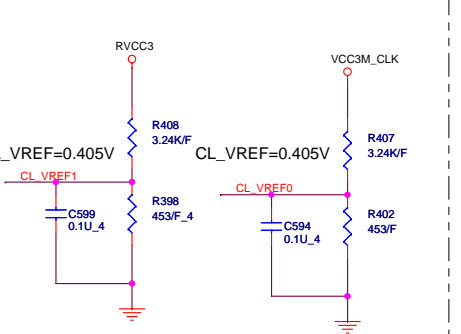 RVCC3
VCC3M_CLK
R408
3.24K/F
R407
3.24K/F
_VREF=0.405V
CL_VREF=0.405V
CL_VREF1
CL_VREF0
R398
453/F_4
C599
0.1U_4
R402
453/F
C594
0.1U_4